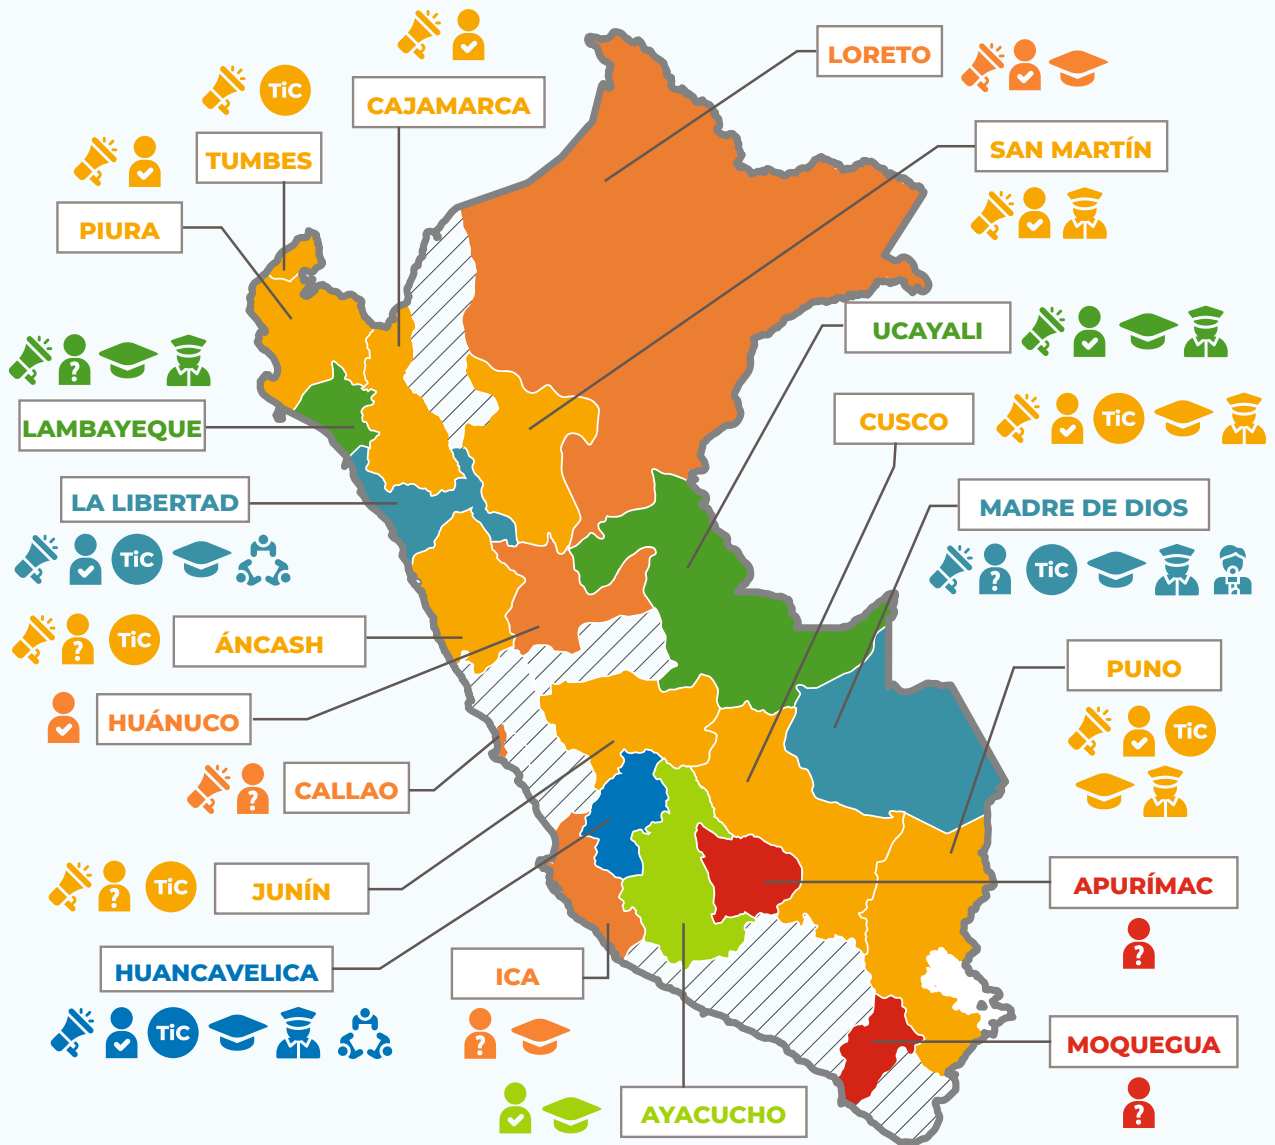 CAJAMARCA
LORETO
TiC
TUMBES
SAN MARTÍN
PIURA
UCAYALI
?
LAMBAYEQUE
CUSCO
TiC
LA LIBERTAD
MADRE DE DIOS
TiC
? TiC
? TiC
ÁNCASH
PUNO
HUÁNUCO
TiC
?
CALLAO
? TiC
JUNÍN
APURÍMAC
?
HUANCAVELICA
ICA
TiC
?
MOQUEGUA
AYACUCHO
?